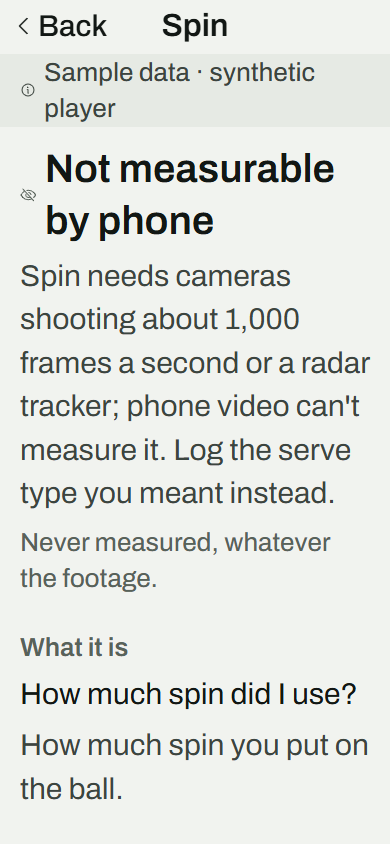 Back
Spin
Sample data · synthetic
player
Not measurable
by phone
Spin needs cameras
shooting about 1,000
frames a second or a radar
tracker; phone video can't
measure it. Log the serve
type you meant instead.
Never measured, whatever
the footage.
What it is
How much spin did I use?
How much spin you put on
the ball.